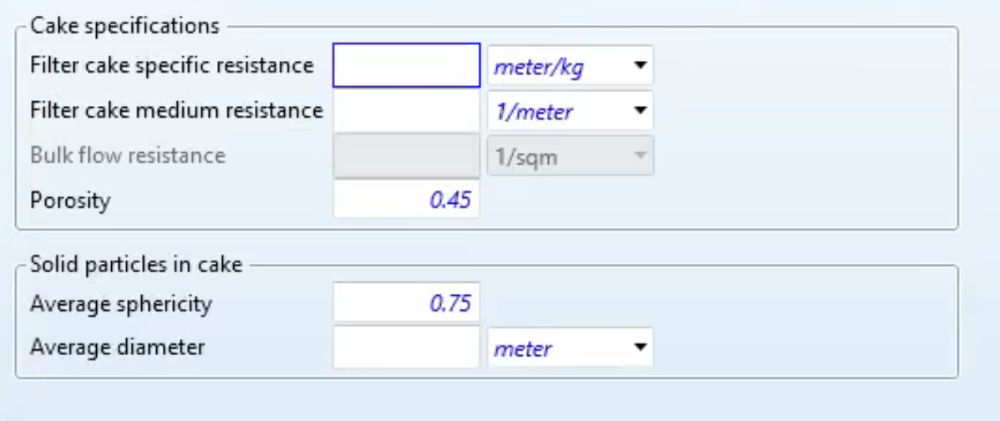 Cake specifications
Filter cake specific resistance meter/kg
Filter cake medium resistance 1/meter
Bulk flow resistance 1/sqm
Porosity 0.45
Solid particles in cake
Average sphericity 0.75
Average diameter meter